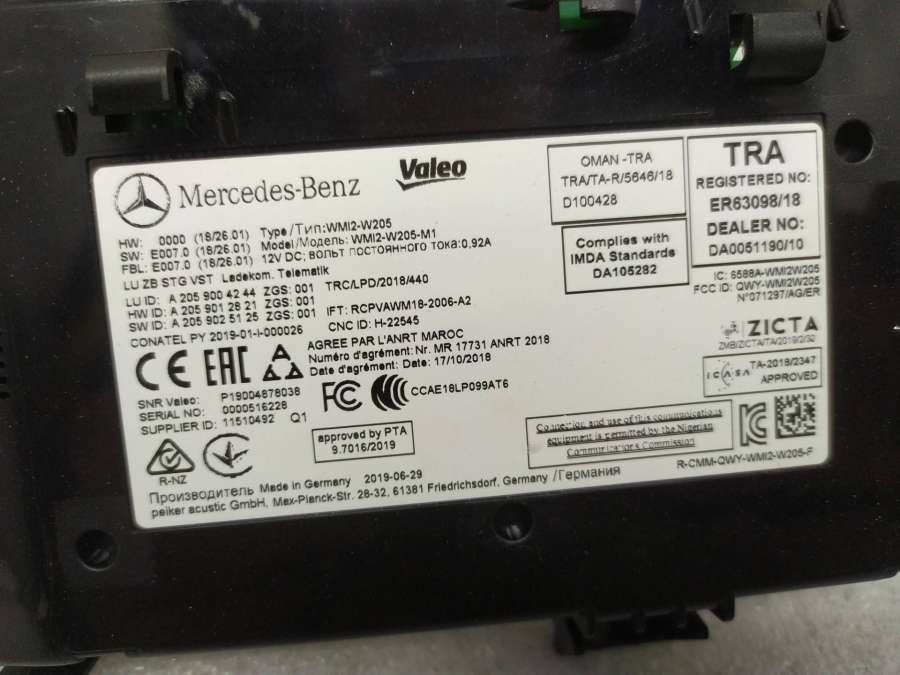 Mercedes-Benz
Valeo
HW: 0000 (18/26.01) Type/Тип:WMI2-W205
SW: E007.0 (18/26.01) Model/Модель: WMI2-W205-M1
FBL: E007.0 (18/26.01) 12V DC; вольт постоянного тока:0,92A
LU ZB STG VST Ladekom. Telematik
LU ID: A 205 900 42 44 ZGS: 001 TRC/LPD/2018/440
HW ID: A 205 901 28 21 ZGS: 001
SW ID: A 205 902 51 25 ZGS: 001 IFT: RCPVAWM18-2006-A2
CONATEL PY 2019-01-I-000026 CNC ID: H-22545
AGREE PAR L'ANRT MAROC
Numéro d'agrément: Nr. MR 17731 ANRT 2018
Date d'agrément: Date: 17/10/2018
CE EAC
FC CCAE18LP099AT6
SNR Valeo: P19004878038
SERIAL NO: 0000516228
SUPPLIER ID: 11510492 Q1
approved by PTA
9.7016/2019
R-NZ
Made in Germany 2019-06-29
Производитель
peiker acustic GmbH, Max-Planck-Str. 28-32, 61381 Friedrichsdorf, Germany /Германия
OMAN -TRA
TRA/TA-R/5646/18
D100428
Complies with
IMDA Standards
DA105282
TRA
REGISTERED NO:
ER63098/18
DEALER NO:
DA0051190/10
IC: 6588A-WMI2W205
FCC ID: QWY-WMI2-W205
N°071297/AG/ER
ZICTA
ZMB/ZICTA/TA/2019/2/30
ICASA TA-2018/2347
APPROVED
Connection and use of this communications
equipment is permitted by the Nigerian
Communications Commission
R-CMM-QWY-WMI2-W205-F